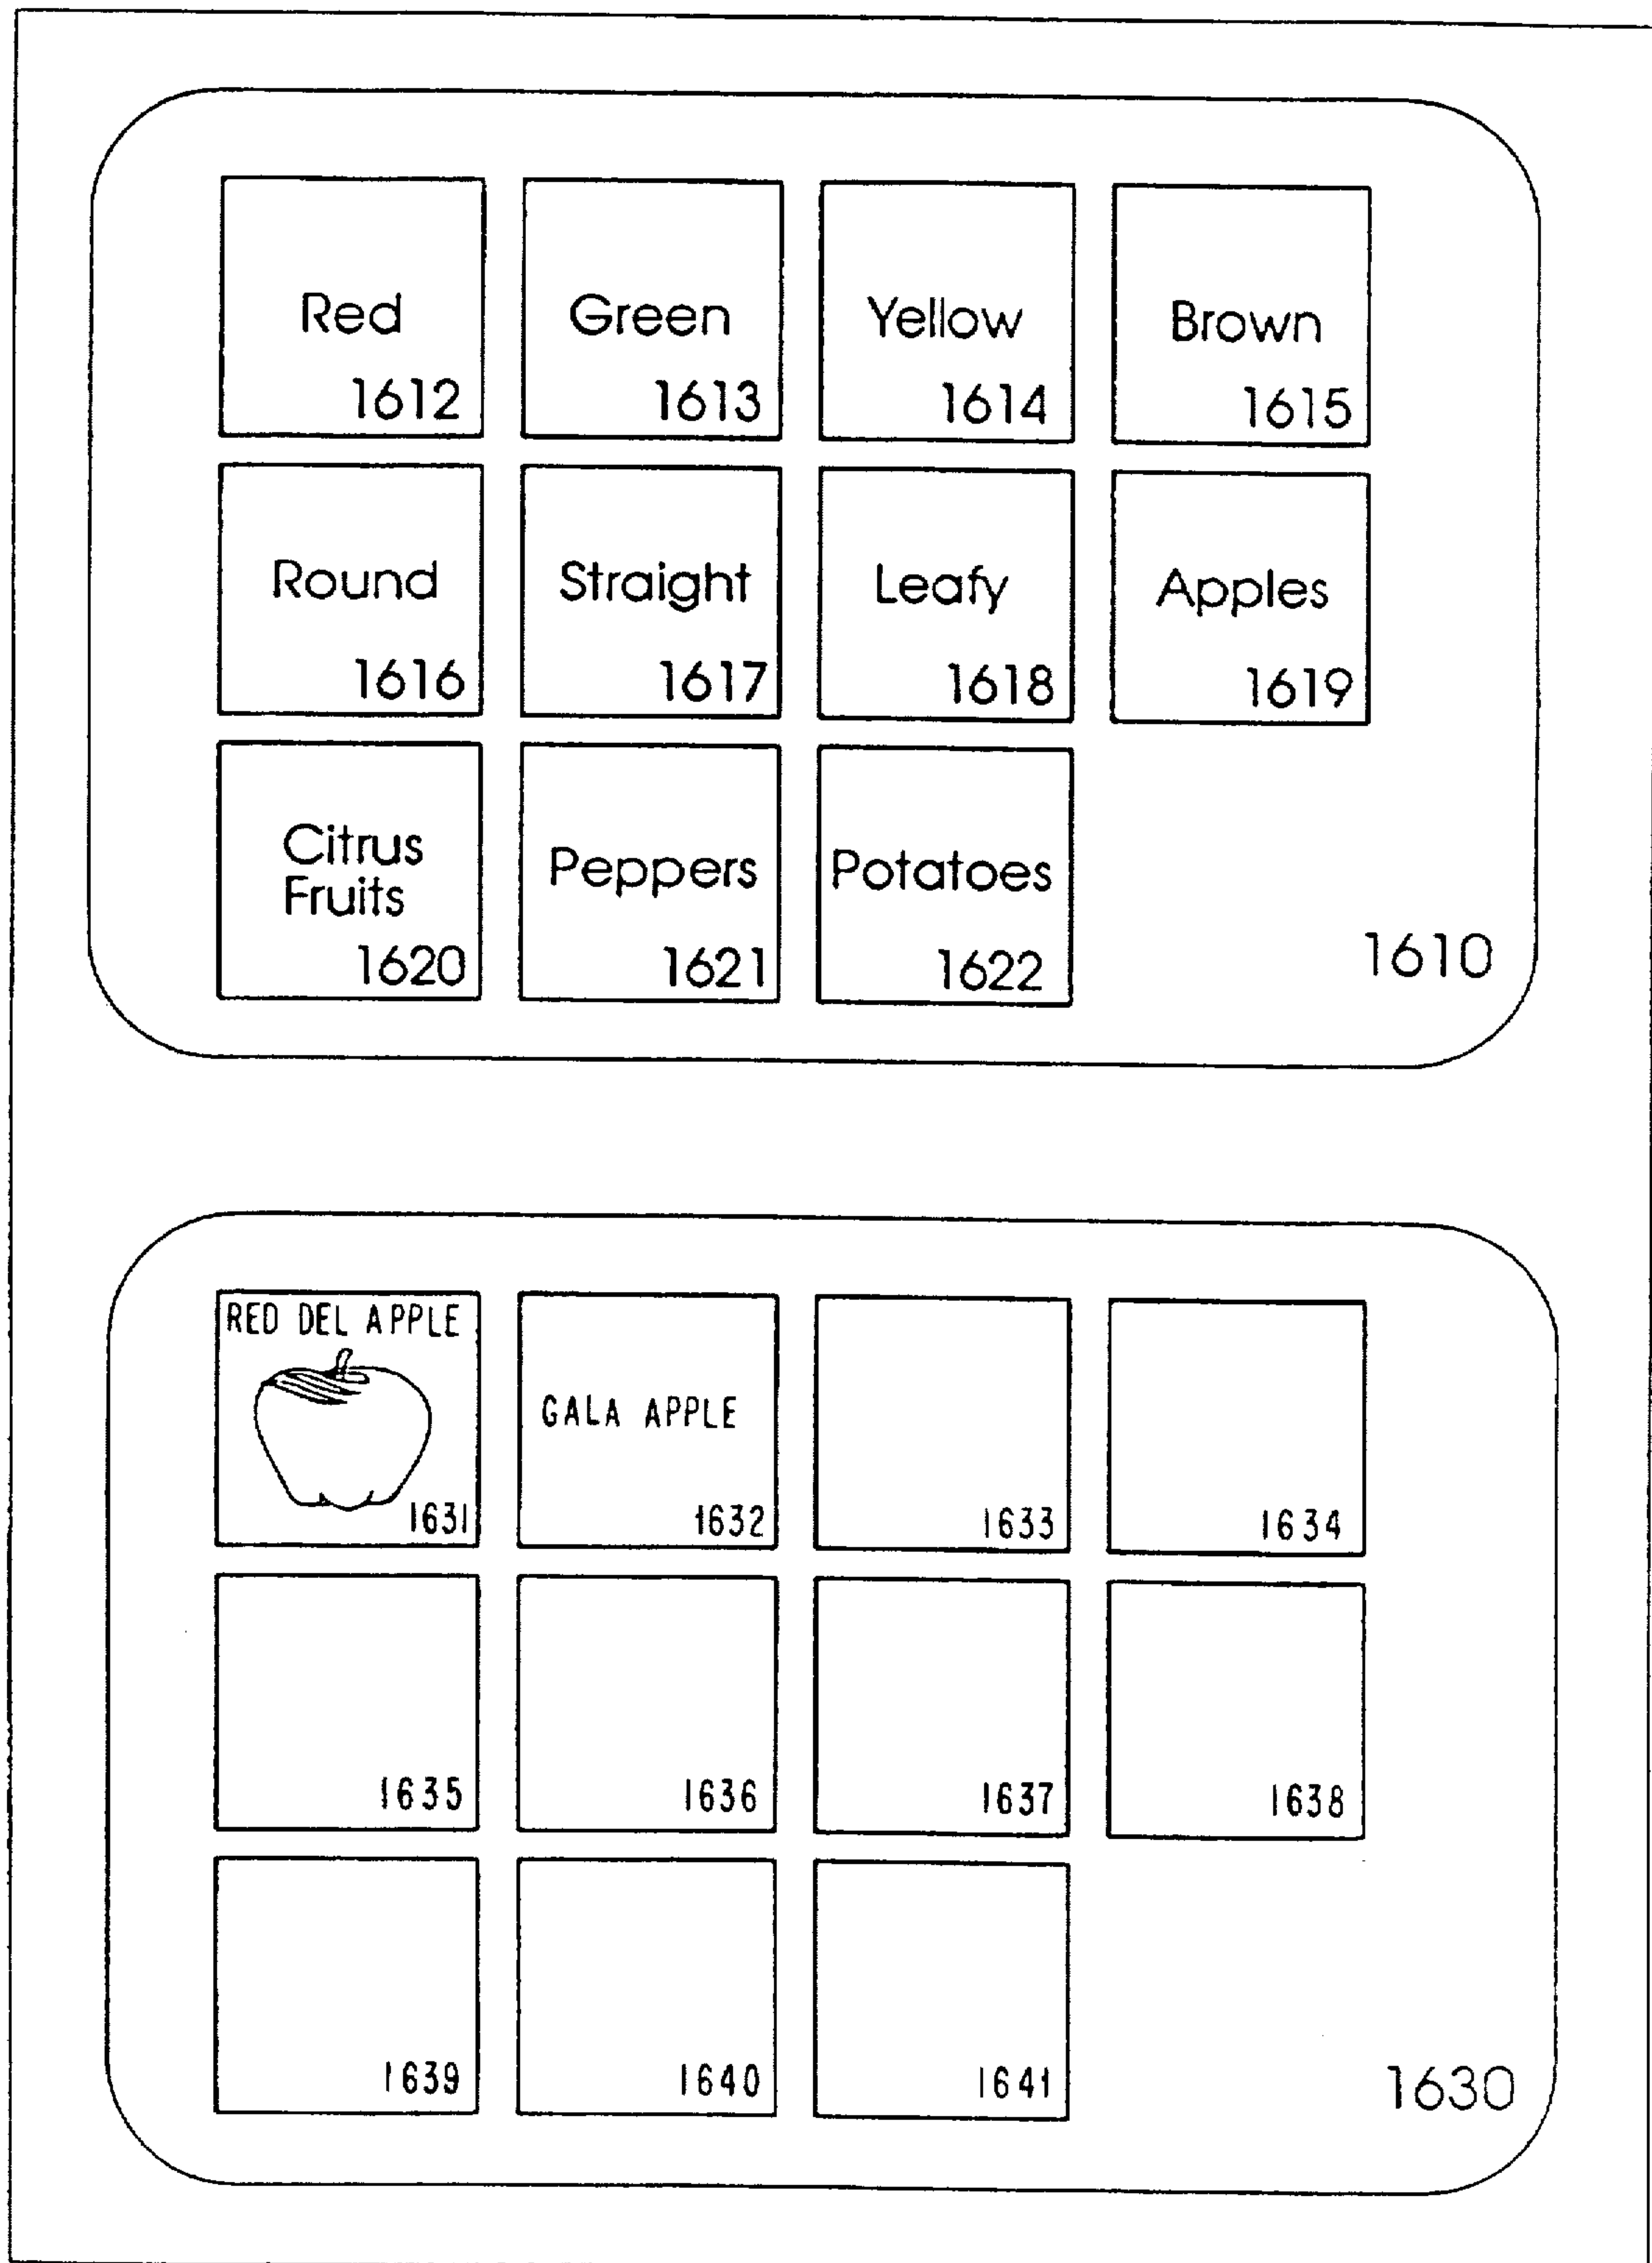 Red
1612
Green
1613
Yellow
1614
Brown
1615
Round
1616
Straight
1617
Leafy
1618
Apples
1619
Citrus
Fruits
1620
Peppers
1621
Potatoes
1622
1610
RED DEL APPLE
1631
GALA APPLE
1632
1633
1634
1635
1636
1637
1638
1639
1640
1641
1630